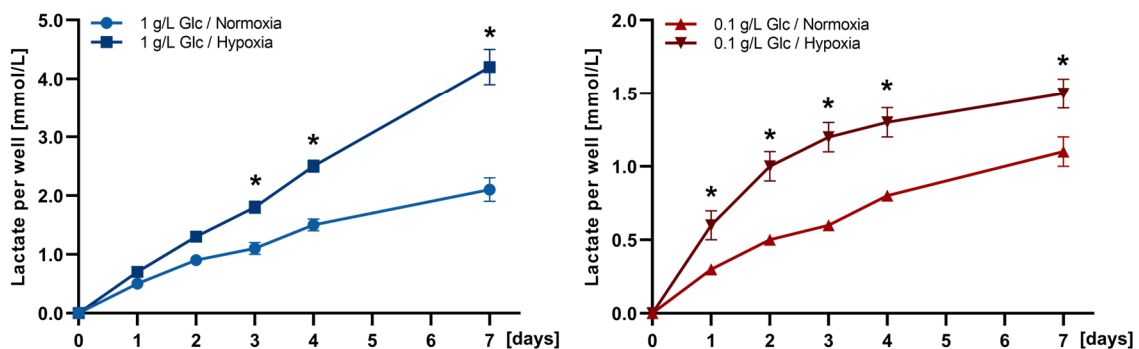 Lactate per well [mmol/L]
5.0
4.0
3.0
2.0
1.0
0.0
1 g/L Glc / Normoxia
1 g/L Glc / Hypoxia
*
*
*
0 1 2 3 4 5 6 7 [days]
Lactate per well [mmol/L]
2.0
1.5
1.0
0.5
0.0
0.1 g/L Glc / Normoxia
0.1 g/L Glc / Hypoxia
*
*
*
*
*
0 1 2 3 4 5 6 7 [days]